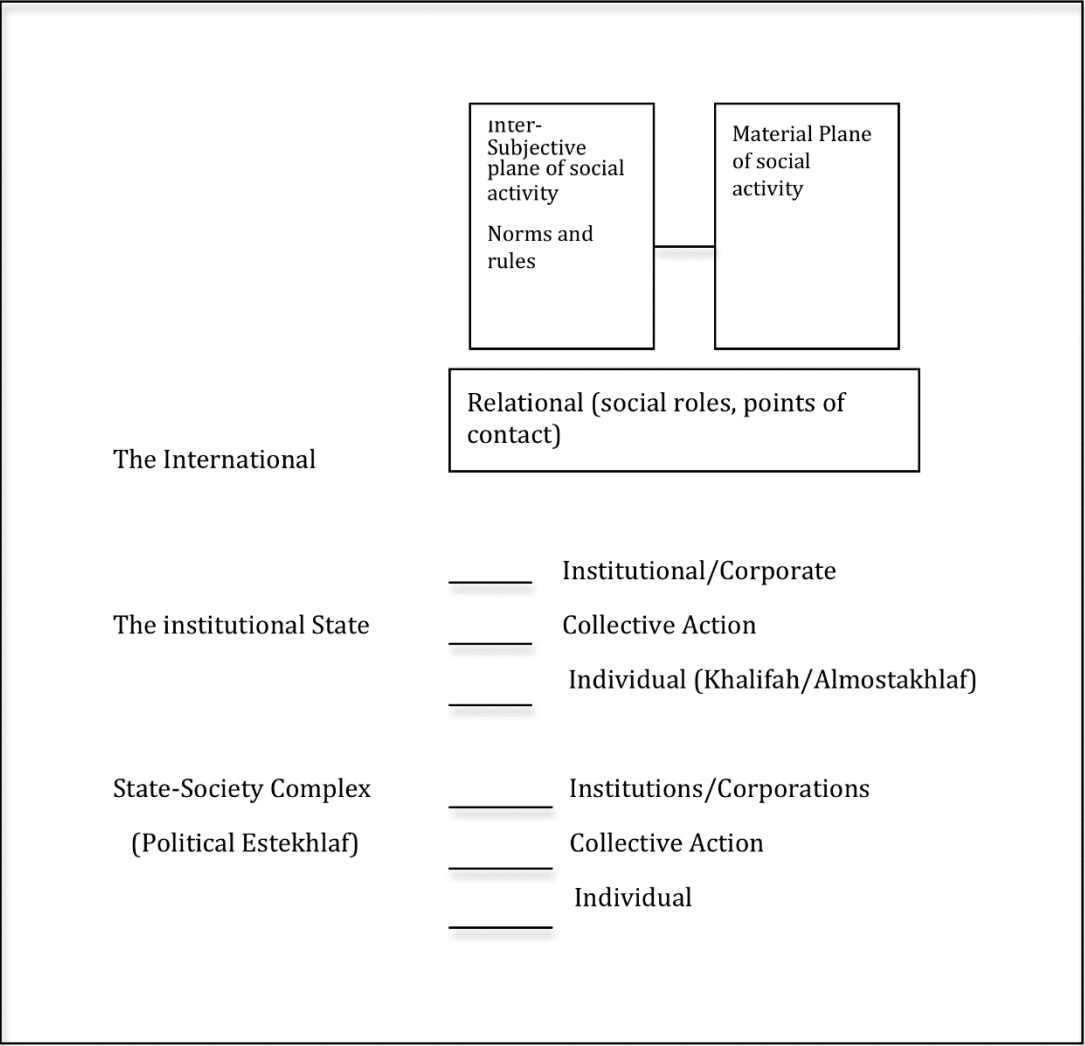 Inter-
Subjective
plane of social
activity
Norms and
rules
Material Plane
of social
activity
Relational (social roles, points of
contact)
The International
Institutional/Corporate
The institutional State
Collective Action
Individual (Khalifah/Almostakhlaf)
State-Society Complex
Institutions/Corporations
(Political Estekhlaf)
Collective Action
Individual